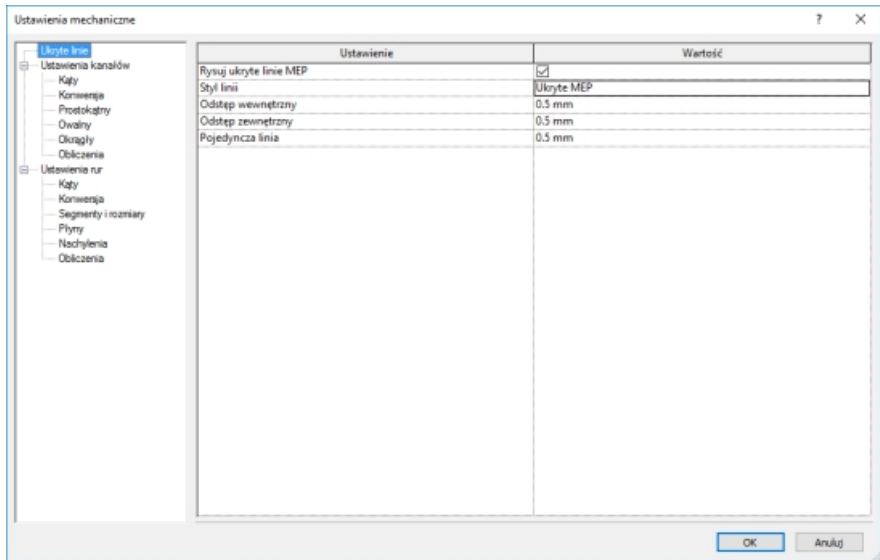 Ustawienia mechaniczne
?
Ukryte linie
Ustawienia kanałów
Kąty
Konwersja
Prostokątny
Owalny
Okrągły
Obliczenia
Ustawienia rur
Kąty
Konwersja
Segmenty i rozmiary
Płyny
Nachylenia
Obliczenia
Ustawienie Wartość
Rysuj ukryte linie MEP
Styl linii Ukryte MEP
Odstęp wewnętrzny 0.5 mm
Odstęp zewnętrzny 0.5 mm
Pojedyncza linia 0.5 mm
OK Anuluj